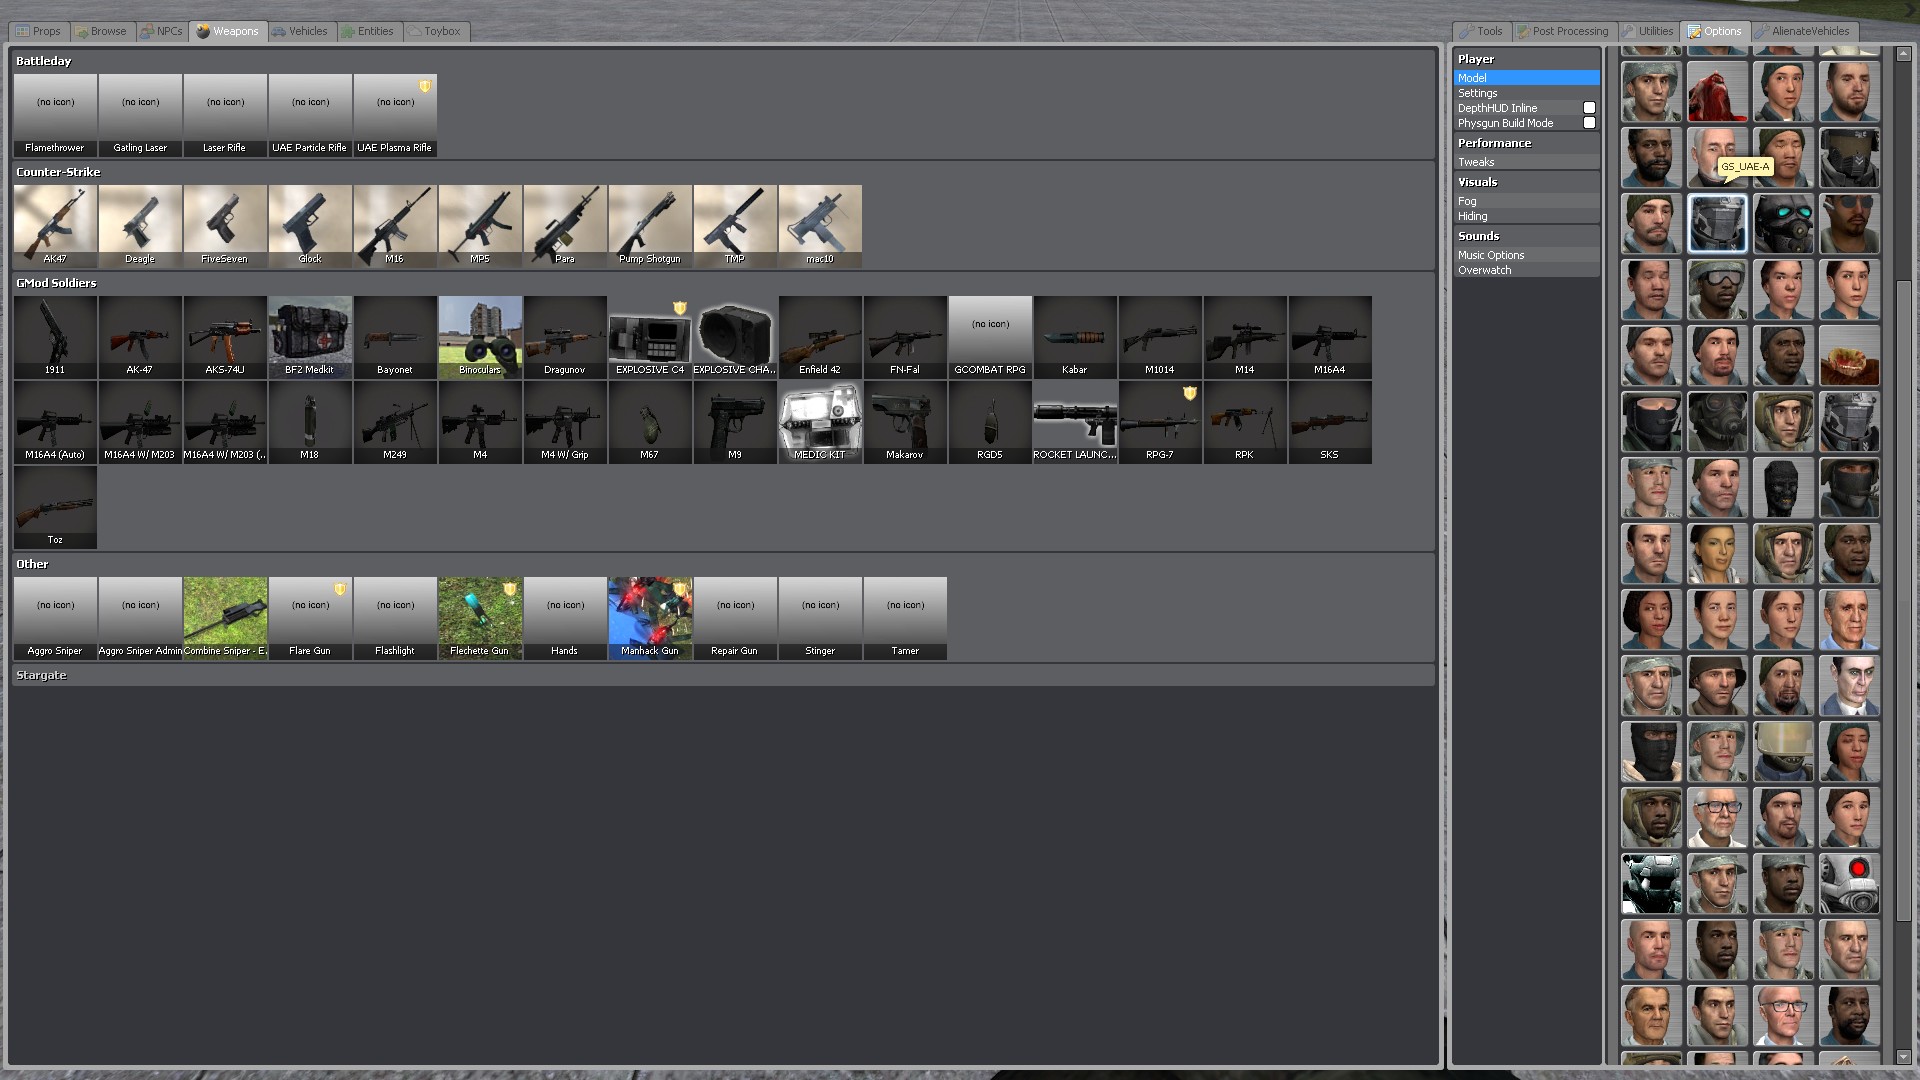 Props Browse NPCs Weapons Vehicles Entities Toybox
Battleday
(no icon) (no icon) (no icon) (no icon) (no icon)
Flamethrower Gatling Laser Laser Rifle UAE Particle Rifle UAE Plasma Rifle
Counter-Strike
AK47 Deagle FiveSeven Glock M16 MP5 Para Pump Shotgun TMP mac10
GMod Soldiers
(no icon)
1911 AK-47 AKS-74U BF2 Medkit Bayonet Binoculars Dragunov EXPLOSIVE C4 EXPLOSIVE CHA... Enfield 42 FN-Fal GCOMBAT RPG Kabar M1014 M14 M16A4
M16A4 (Auto) M16A4 W/ M203 M16A4 W/ M203 (... M18 M249 M4 M4 W/ Grip M67 M9 MEDIC KIT Makarov RGD5 ROCKET LAUNC... RPG-7 RPK SKS
Toz
Other
(no icon) (no icon) (no icon) (no icon) (no icon) (no icon) (no icon) (no icon)
Aggro Sniper Aggro Sniper Admin Combine Sniper - E... Flare Gun Flashlight Flechette Gun Hands Manhack Gun Repair Gun Stinger Tamer
Stargate
Tools Post Processing Utilities Options AlienateVehicles
Player
Model
Settings
DepthHUD Inline
Physgun Build Mode
Performance
Tweaks
Visuals
Fog
Hiding
Sounds
Music Options
Overwatch
GS_UAE-A